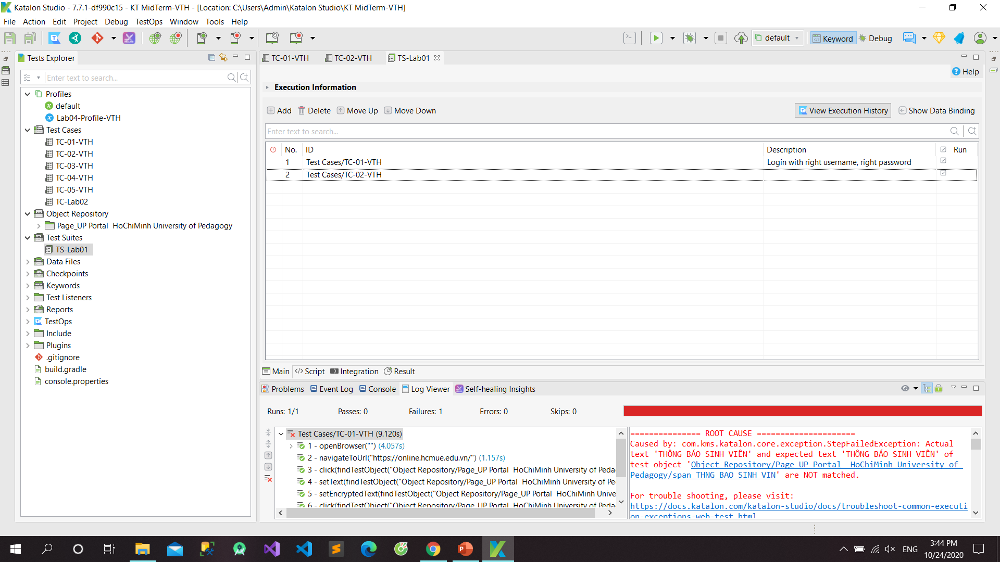 Katalon Studio - 7.7.1-df990c15 - KT MidTerm-VTH - [Location: C:\Users\Admin\Katalon Studio\KT MidTerm-VTH]
File Action Edit Project Debug TestOps Window Tools Help
default Keyword Debug
Tests Explorer
Enter text to search...
Profiles
default
Lab04-Profile-VTH
Test Cases
TC-01-VTH
TC-02-VTH
TC-03-VTH
TC-04-VTH
TC-05-VTH
TC-Lab02
Object Repository
Page_UP Portal  HoChiMinh University of Pedagogy
Test Suites
TS-Lab01
Data Files
Checkpoints
Keywords
Test Listeners
Reports
TestOps
Include
Plugins
.gitignore
build.gradle
console.properties
TC-01-VTH TC-02-VTH TS-Lab01
Help
Execution Information
Add Delete Move Up Move Down View Execution History Show Data Binding
Enter text to search...
No. ID Description Run
1 Test Cases/TC-01-VTH Login with right username, right password
2 Test Cases/TC-02-VTH
Main Script Integration Result
Problems Event Log Console Log Viewer Self-healing Insights
Runs: 1/1 Passes: 0 Failures: 1 Errors: 0 Skips: 0
Test Cases/TC-01-VTH (9.120s)
1 - openBrowser("") (4.057s)
2 - navigateToUrl("https://online.hcmue.edu.vn/") (1.157s)
3 - click(findTestObject("Object Repository/Page_UP Portal  HoChiMinh University of Peda
4 - setText(findTestObject("Object Repository/Page_UP Portal  HoChiMinh University of Pe
5 - setEncryptedText(findTestObject("Object Repository/Page_UP Portal  HoChiMinh Univer
6 - click(findTestObject("Object Repository/Page_UP Portal  HoChiMinh University of Peda
=============== ROOT CAUSE =====================
Caused by: com.kms.katalon.core.exception.StepFailedException: Actual
text 'THÔNG BÁO SINH VIÊN' and expected text 'THÔNG BÁO SINH VIÊN' of
test object 'Object Repository/Page_UP Portal  HoChiMinh University of
Pedagogy/span_THNG BAO SINH VIN' are NOT matched.
For trouble shooting, please visit:
https://docs.katalon.com/katalon-studio/docs/troubleshoot-common-executi
on-exceptions-web-test.html
ENG
3:44 PM
10/24/2020